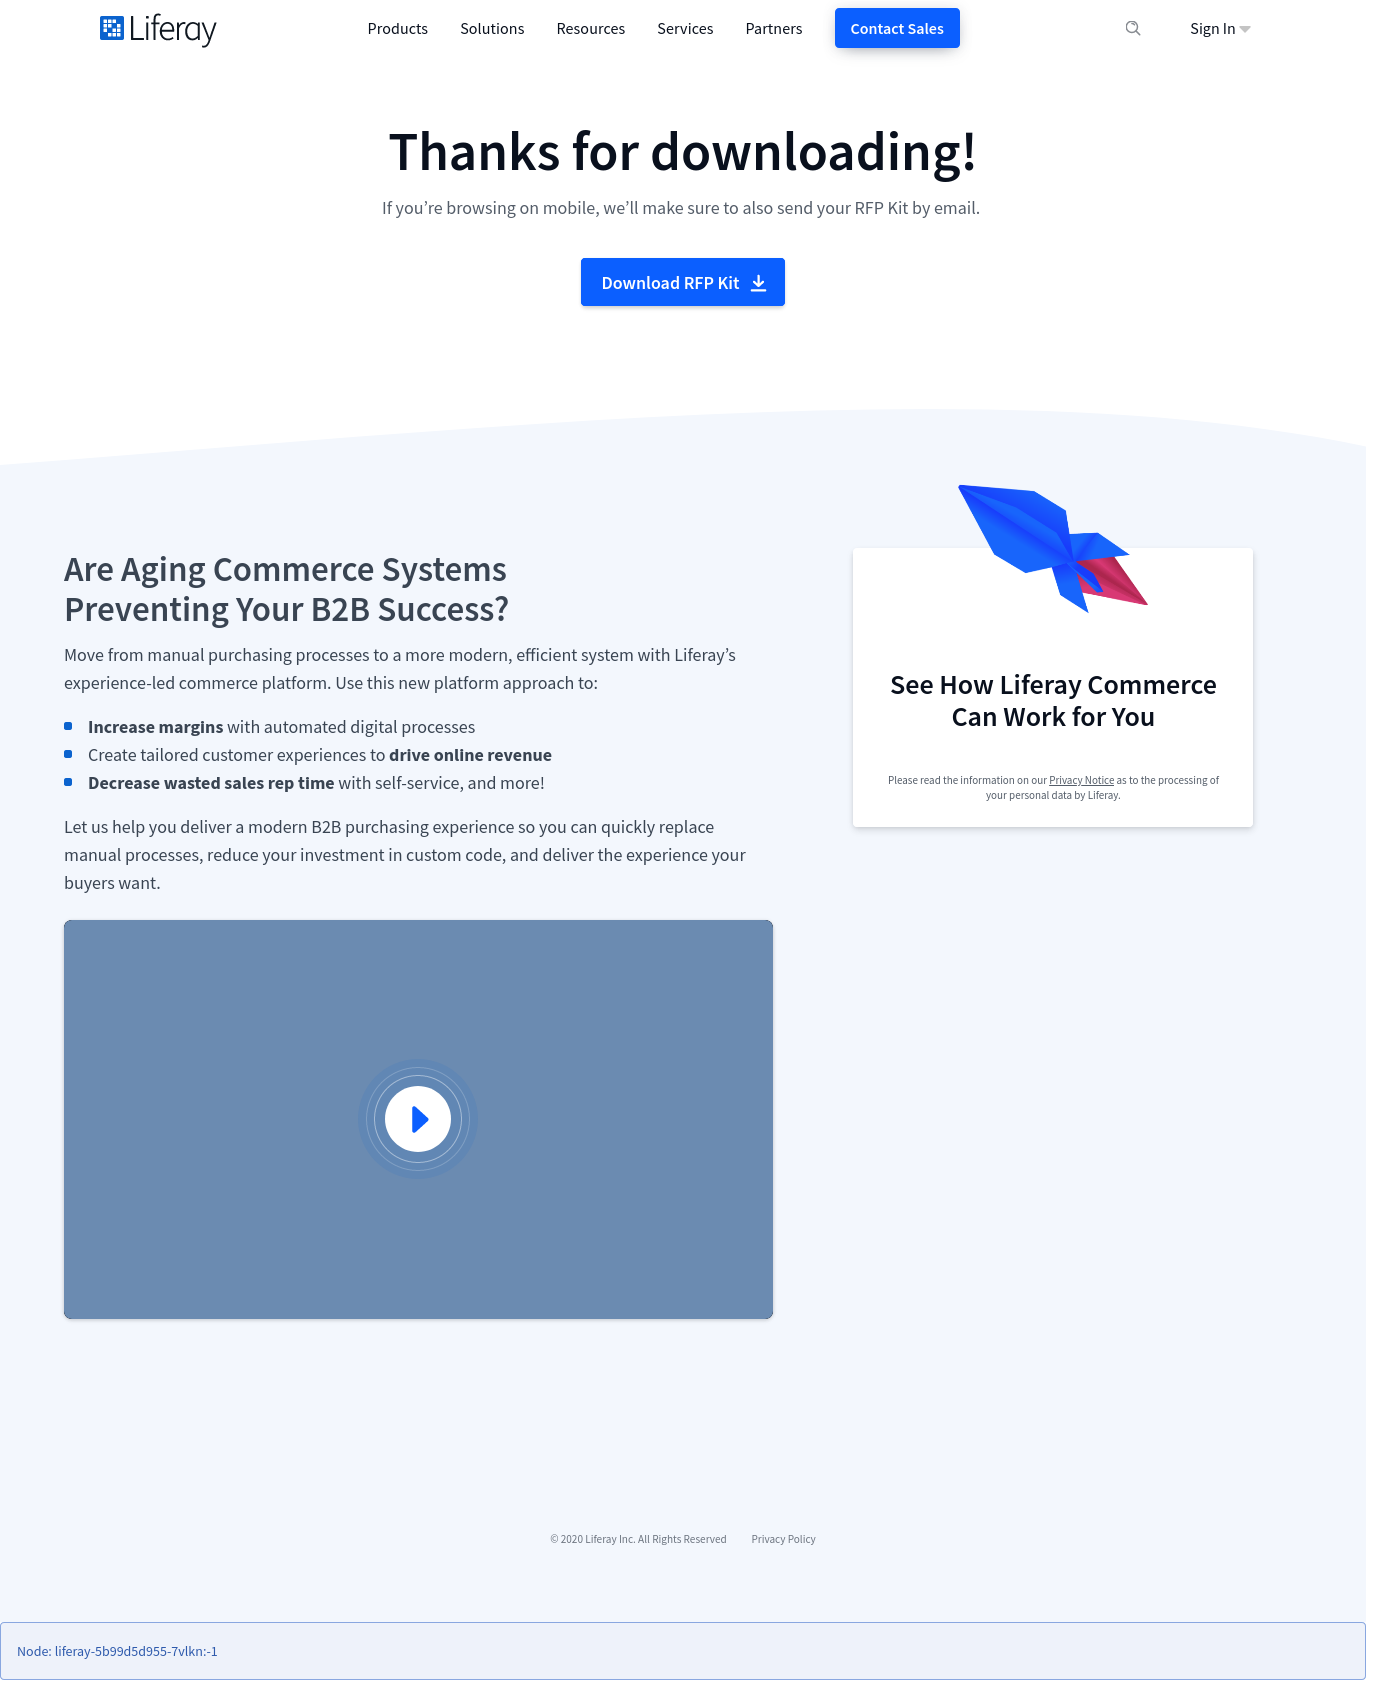 Liferay
Products
Solutions
Resources
Services
Partners
Contact Sales
Sign In
Thanks for downloading!
If you’re browsing on mobile, we’ll make sure to also send your RFP Kit by email.
Download RFP Kit
Are Aging Commerce Systems
Preventing Your B2B Success?
Move from manual purchasing processes to a more modern, efficient system with Liferay’s
experience-led commerce platform. Use this new platform approach to:
Increase margins with automated digital processes
Create tailored customer experiences to drive online revenue
Decrease wasted sales rep time with self-service, and more!
Let us help you deliver a modern B2B purchasing experience so you can quickly replace
manual processes, reduce your investment in custom code, and deliver the experience your
buyers want.
See How Liferay Commerce
Can Work for You
Please read the information on our Privacy Notice as to the processing of
your personal data by Liferay.
© 2020 Liferay Inc. All Rights Reserved
Privacy Policy
Node: liferay-5b99d5d955-7vlkn:-1